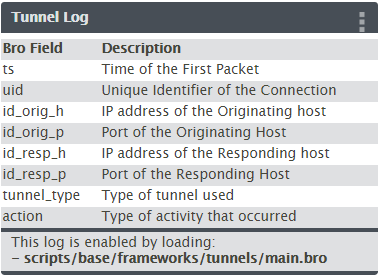 Tunnel Log
Bro Field Description
ts Time of the First Packet
uid Unique Identifier of the Connection
id_orig_h IP address of the Originating host
id_orig_p Port of the Originating Host
id_resp_h IP address of the Responding host
id_resp_p Port of the Responding Host
tunnel_type Type of tunnel used
action Type of activity that occurred
This log is enabled by loading:
– scripts/base/frameworks/tunnels/main.bro